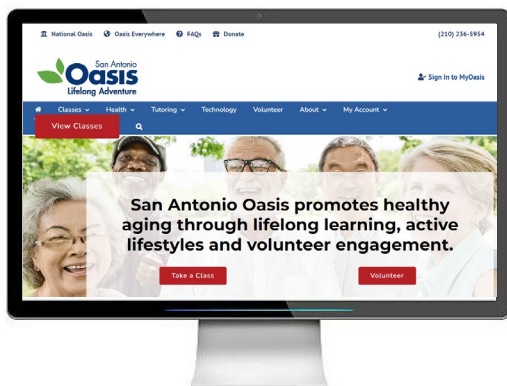 National Oasis Oasis Everywhere FAQs Donate (210) 236-5954
San Antonio
Oasis
Lifelong Adventure
Sign In to MyOasis
Classes Health Tutoring Technology Volunteer About My Account
View Classes
San Antonio Oasis promotes healthy
aging through lifelong learning, active
lifestyles and volunteer engagement.
Take a Class Volunteer